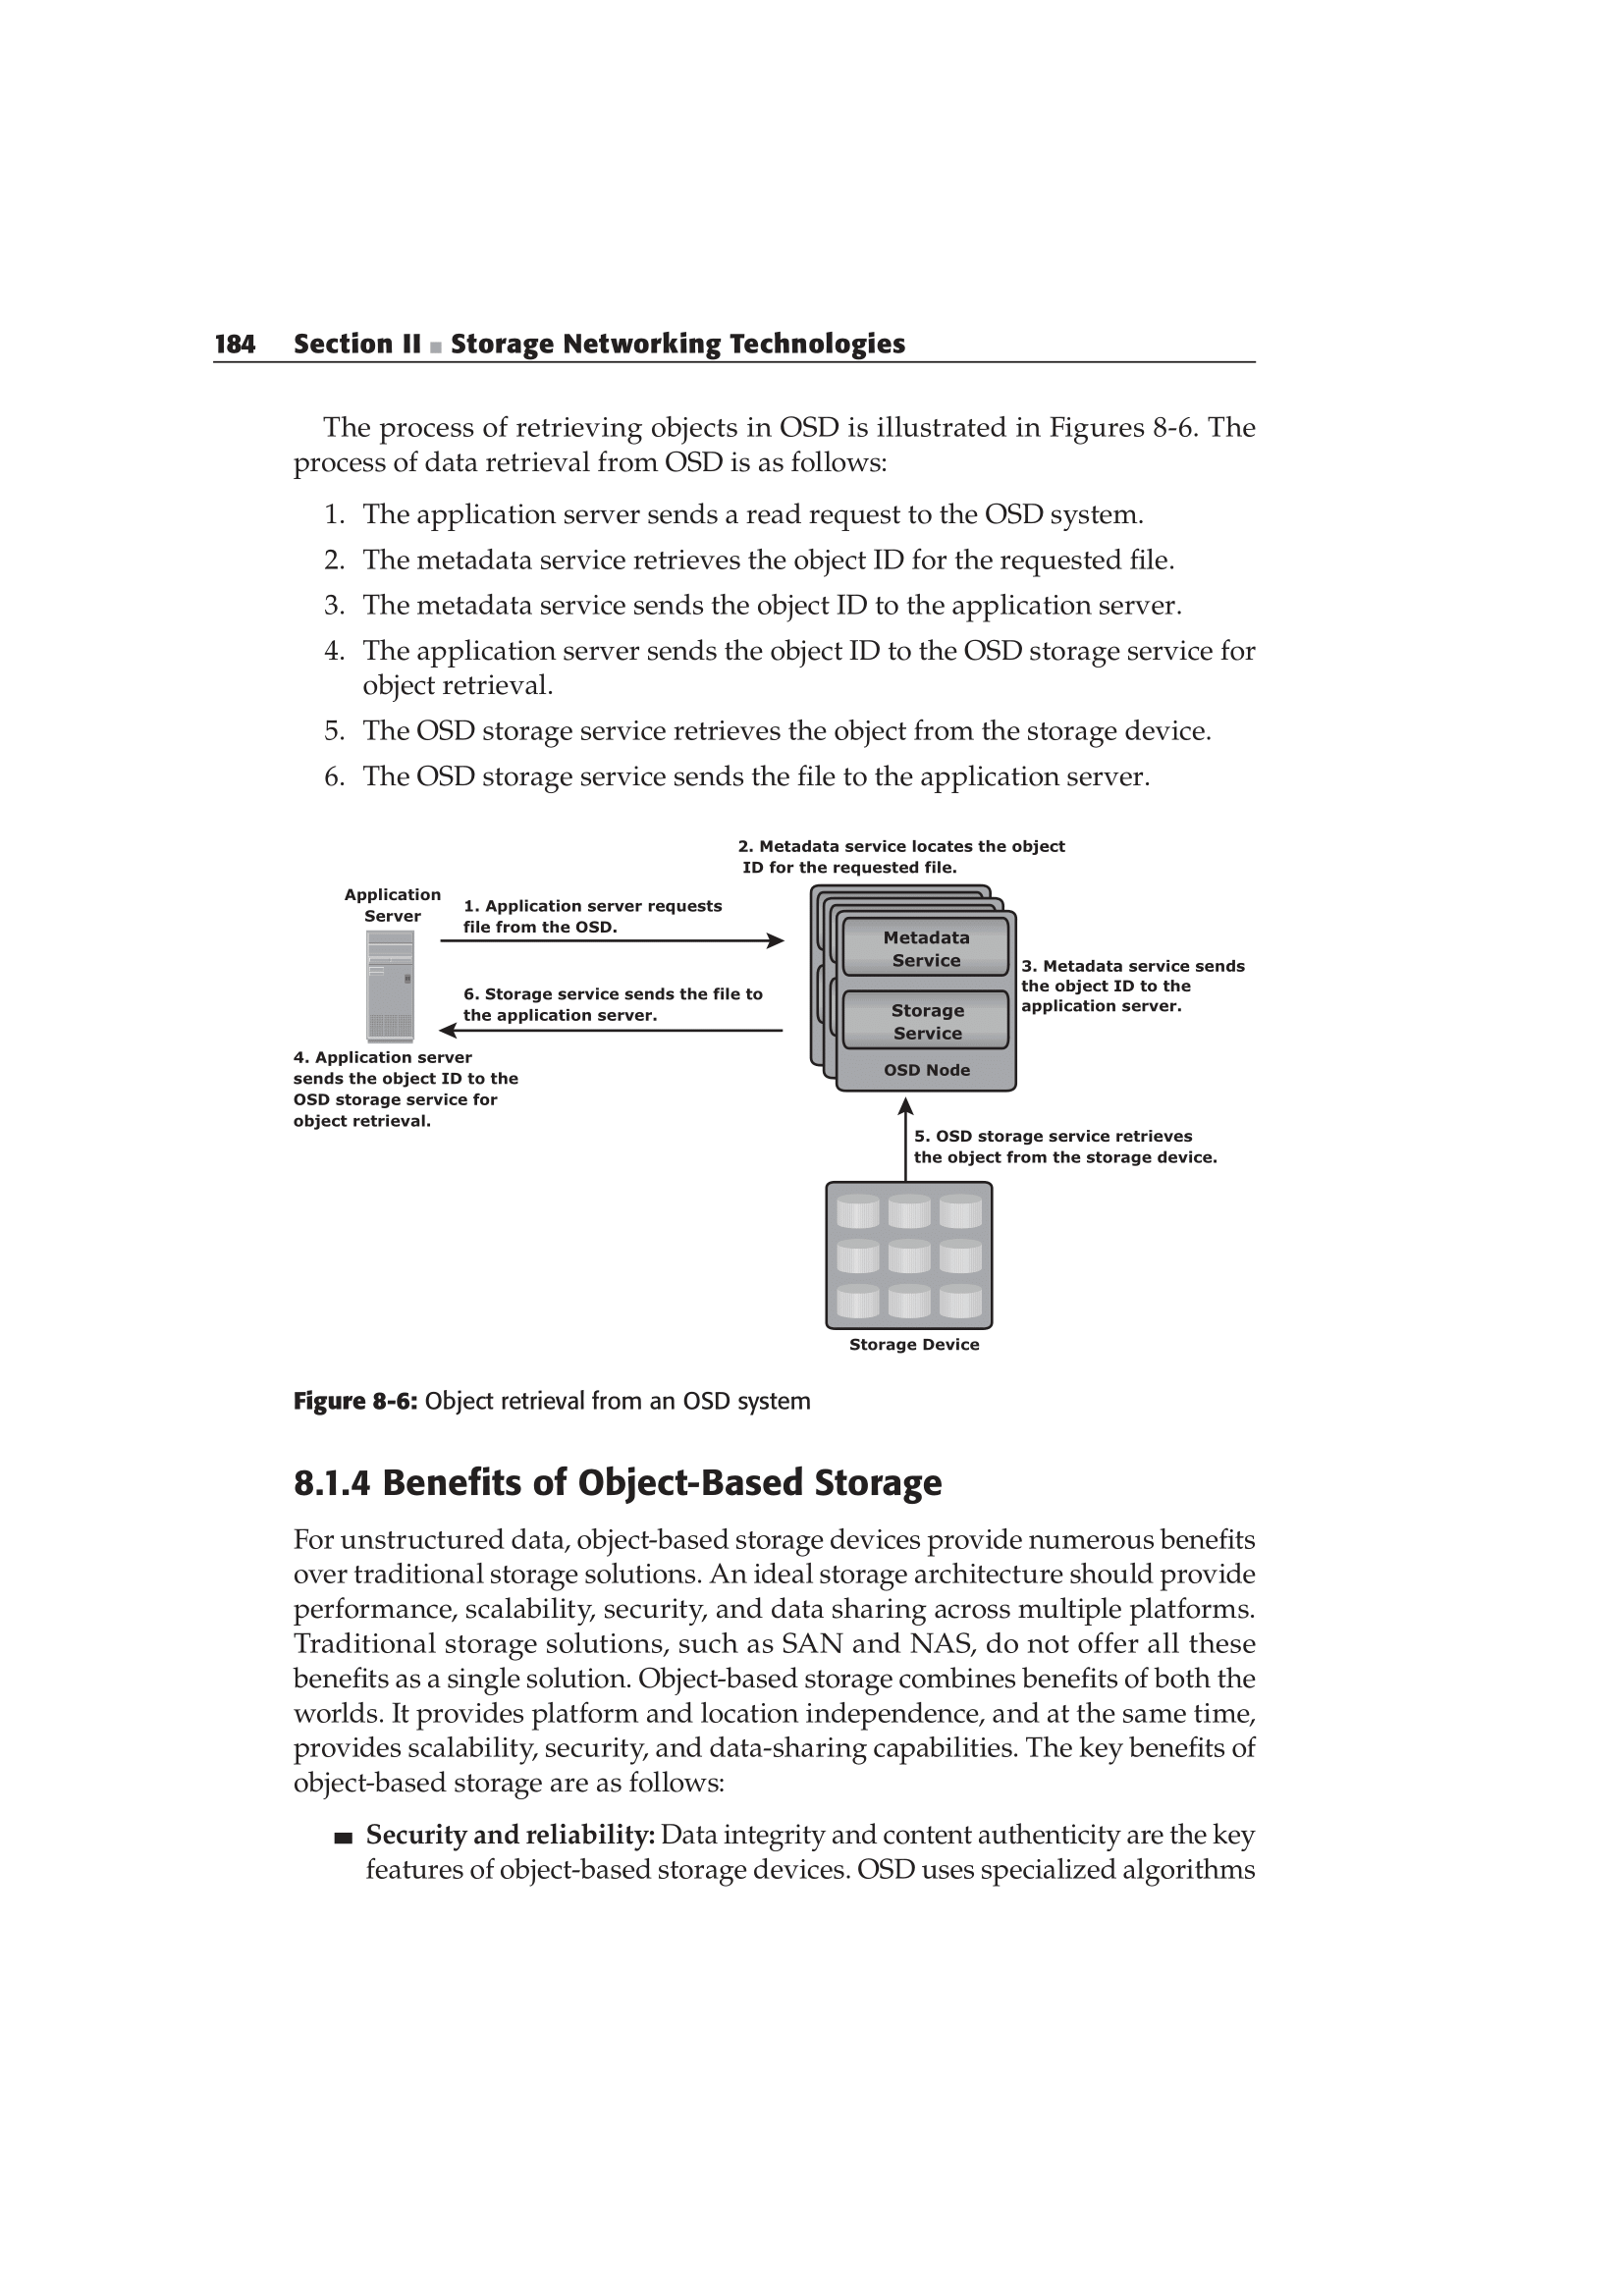 184 Section II ■ Storage Networking Technologies
The process of retrieving objects in OSD is illustrated in Figures 8-6. The
process of data retrieval from OSD is as follows:
1. The application server sends a read request to the OSD system.
2. The metadata service retrieves the object ID for the requested file.
3. The metadata service sends the object ID to the application server.
4. The application server sends the object ID to the OSD storage service for
object retrieval.
5. The OSD storage service retrieves the object from the storage device.
6. The OSD storage service sends the file to the application server.
2. Metadata service locates the object
ID for the requested file.
Application
Server
1. Application server requests
file from the OSD.
Metadata
Service
3. Metadata service sends
the object ID to the
application server.
6. Storage service sends the file to
the application server.
Storage
Service
OSD Node
4. Application server
sends the object ID to the
OSD storage service for
object retrieval.
5. OSD storage service retrieves
the object from the storage device.
Storage Device
Figure 8-6: Object retrieval from an OSD system
8.1.4 Benefits of Object-Based Storage
For unstructured data, object-based storage devices provide numerous benefits
over traditional storage solutions. An ideal storage architecture should provide
performance, scalability, security, and data sharing across multiple platforms.
Traditional storage solutions, such as SAN and NAS, do not offer all these
benefits as a single solution. Object-based storage combines benefits of both the
worlds. It provides platform and location independence, and at the same time,
provides scalability, security, and data-sharing capabilities. The key benefits of
object-based storage are as follows:
■ Security and reliability: Data integrity and content authenticity are the key
features of object-based storage devices. OSD uses specialized algorithms